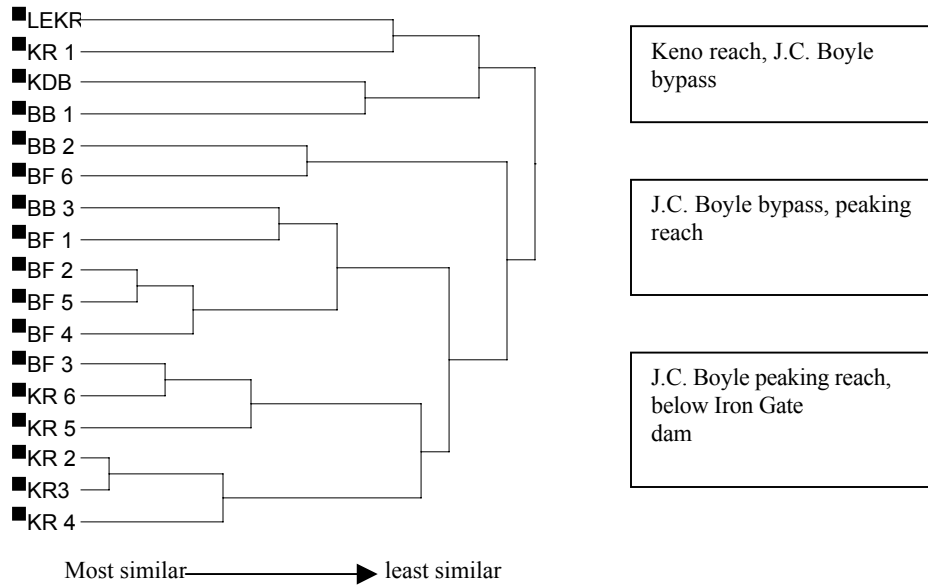 LEKR
KR 1
KDB
BB 1
BB 2
BF 6
BB 3
BF 1
BF 2
BF 5
BF 4
BF 3
KR 6
KR 5
KR 2
KR3
KR 4
Keno reach, J.C. Boyle
bypass
J.C. Boyle bypass, peaking
reach
J.C. Boyle peaking reach,
below Iron Gate
dam
Most similar least similar